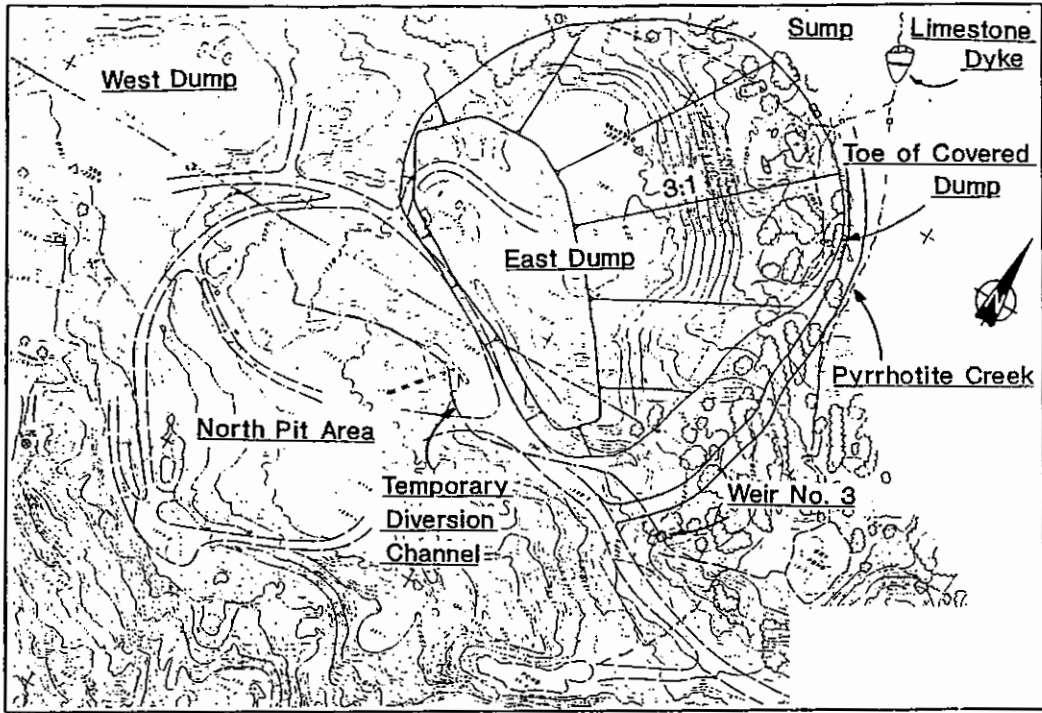 Sump
Limestone
Dyke
West Dump
Toe of Covered
Dump
3:1
East Dump
Pyrrhotite Creek
North Pit Area
Temporary
Diversion
Channel
Weir No. 3